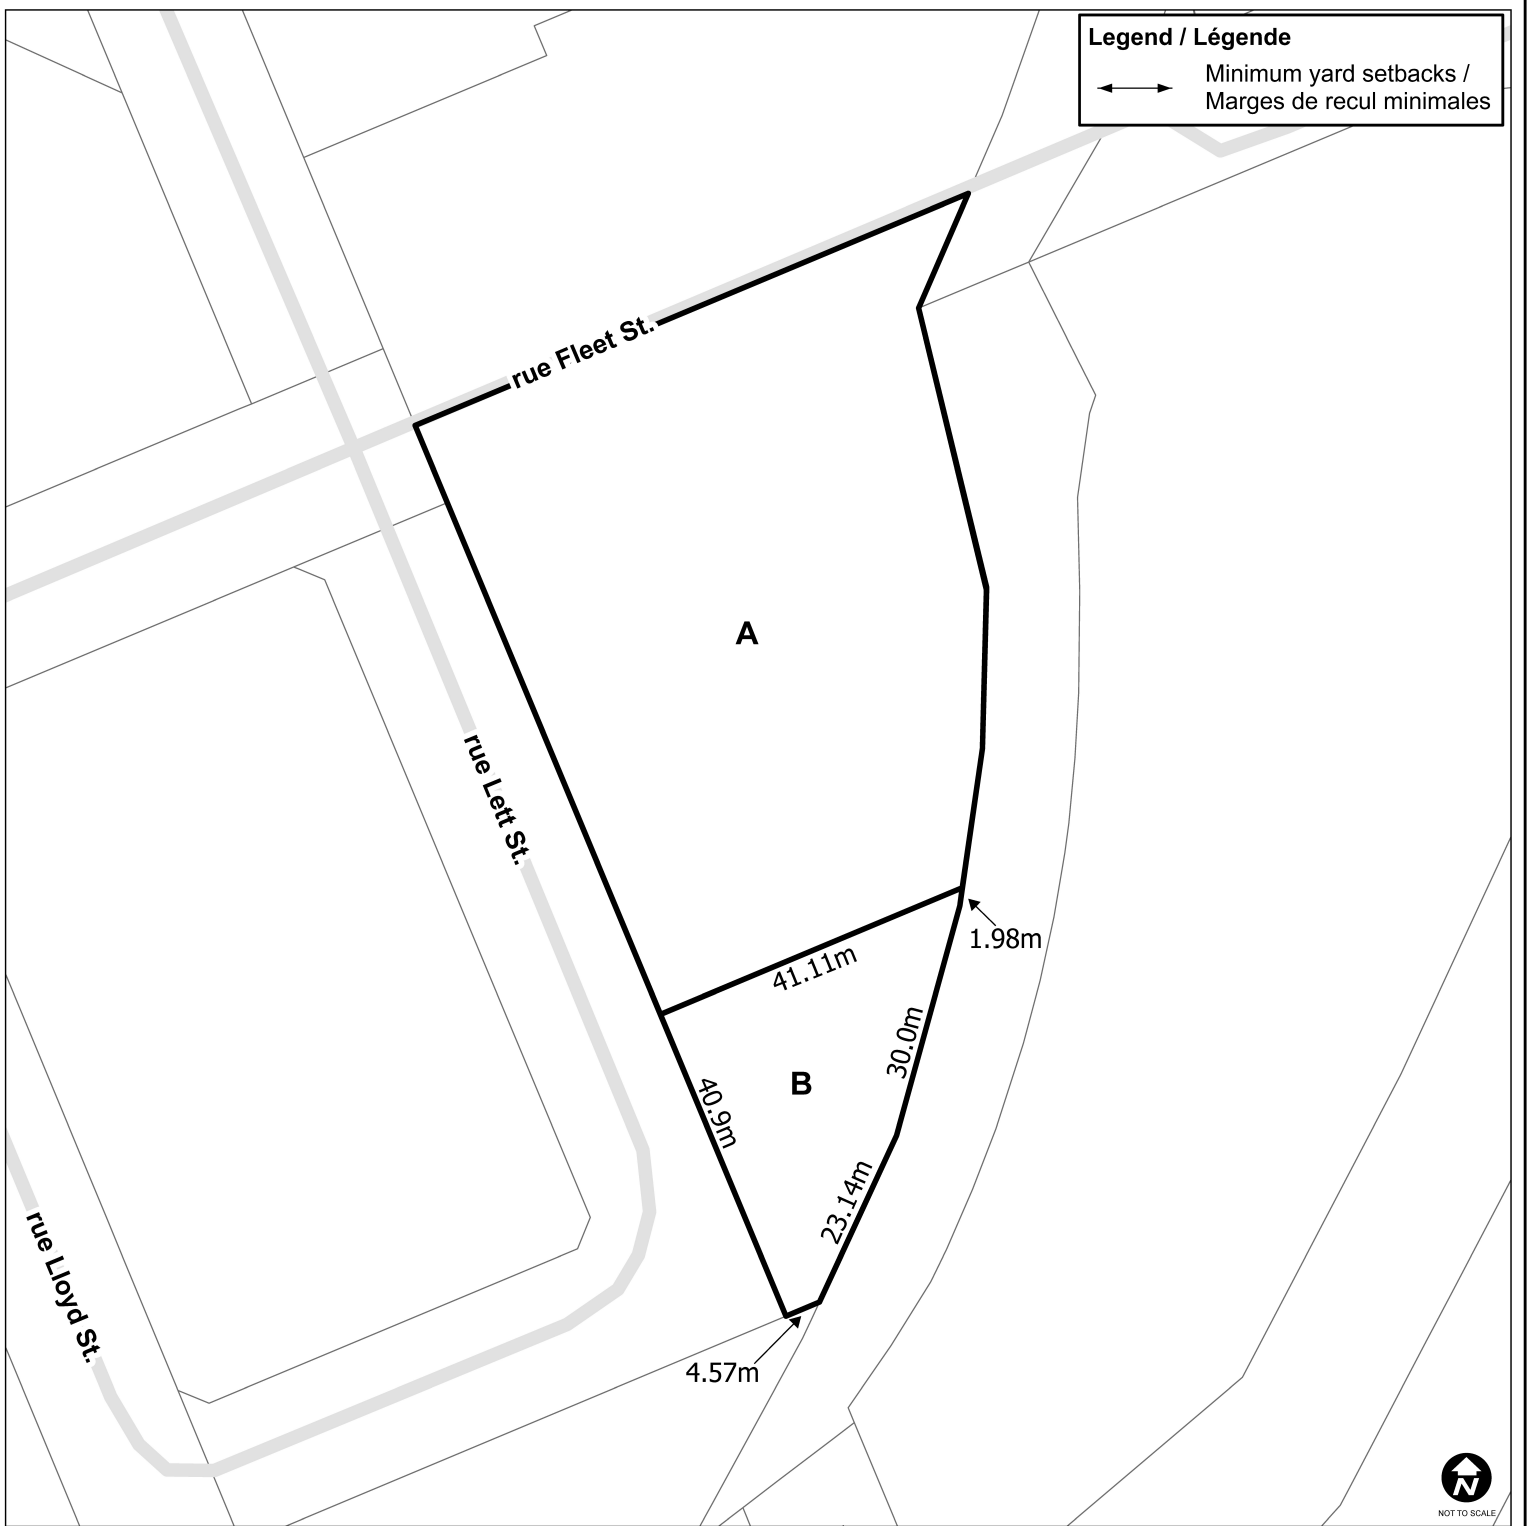 Legend / Légende
Minimum yard setbacks /
Marges de recul minimales
rue Fleet St.
A
rue Lett St.
1.98m
41.11m
30.0m
B
40.9m
23.14m
rue Lloyd St.
4.57m
N
NOT TO SCALE